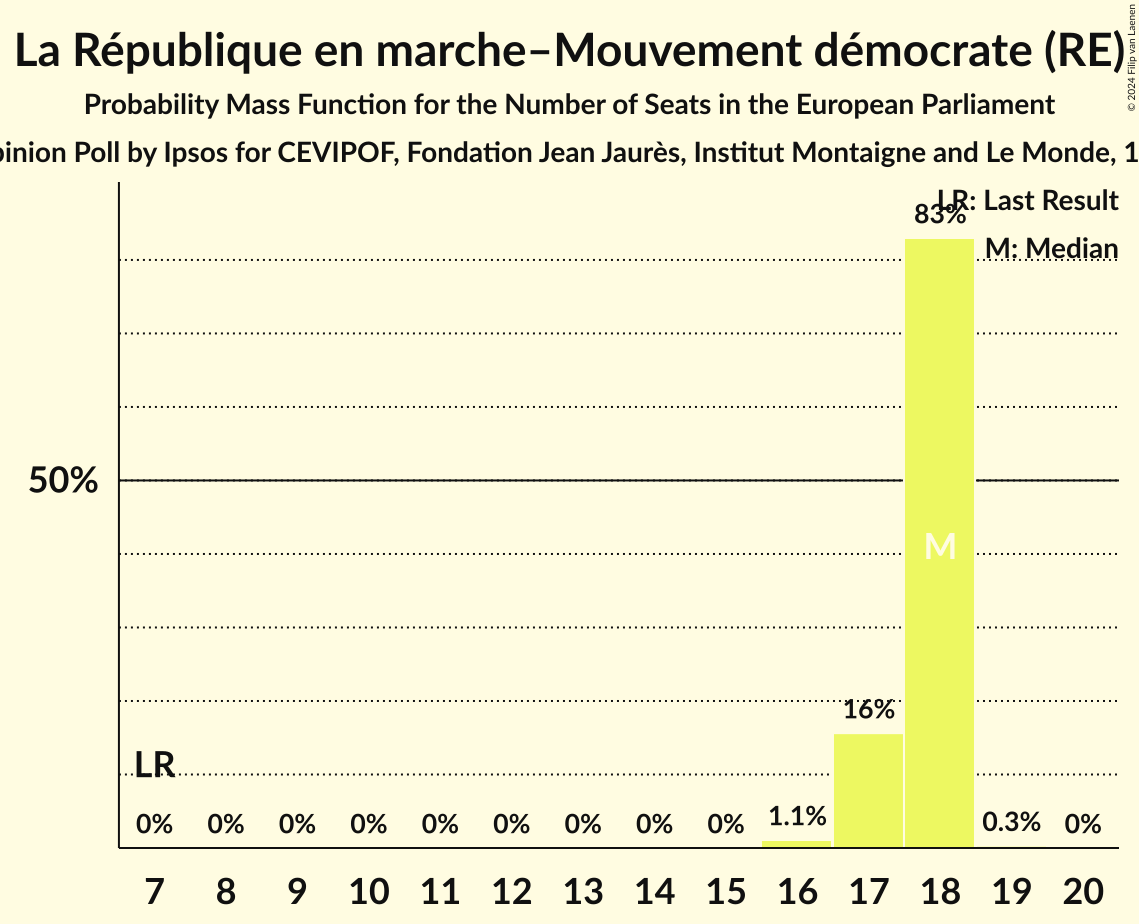 La République en marche–Mouvement démocrate (RE)
© 2024 Filip van Laenen
Probability Mass Function for the Number of Seats in the European Parliament
pinion Poll by Ipsos for CEVIPOF, Fondation Jean Jaurès, Institut Montaigne and Le Monde, 1
LR: Last Result
83%
M: Median
50%
M
16%
LR
0% 0% 0% 0% 0% 0% 0% 0% 0% 1.1% 0.3% 0%
7 8 9 10 11 12 13 14 15 16 17 18 19 20